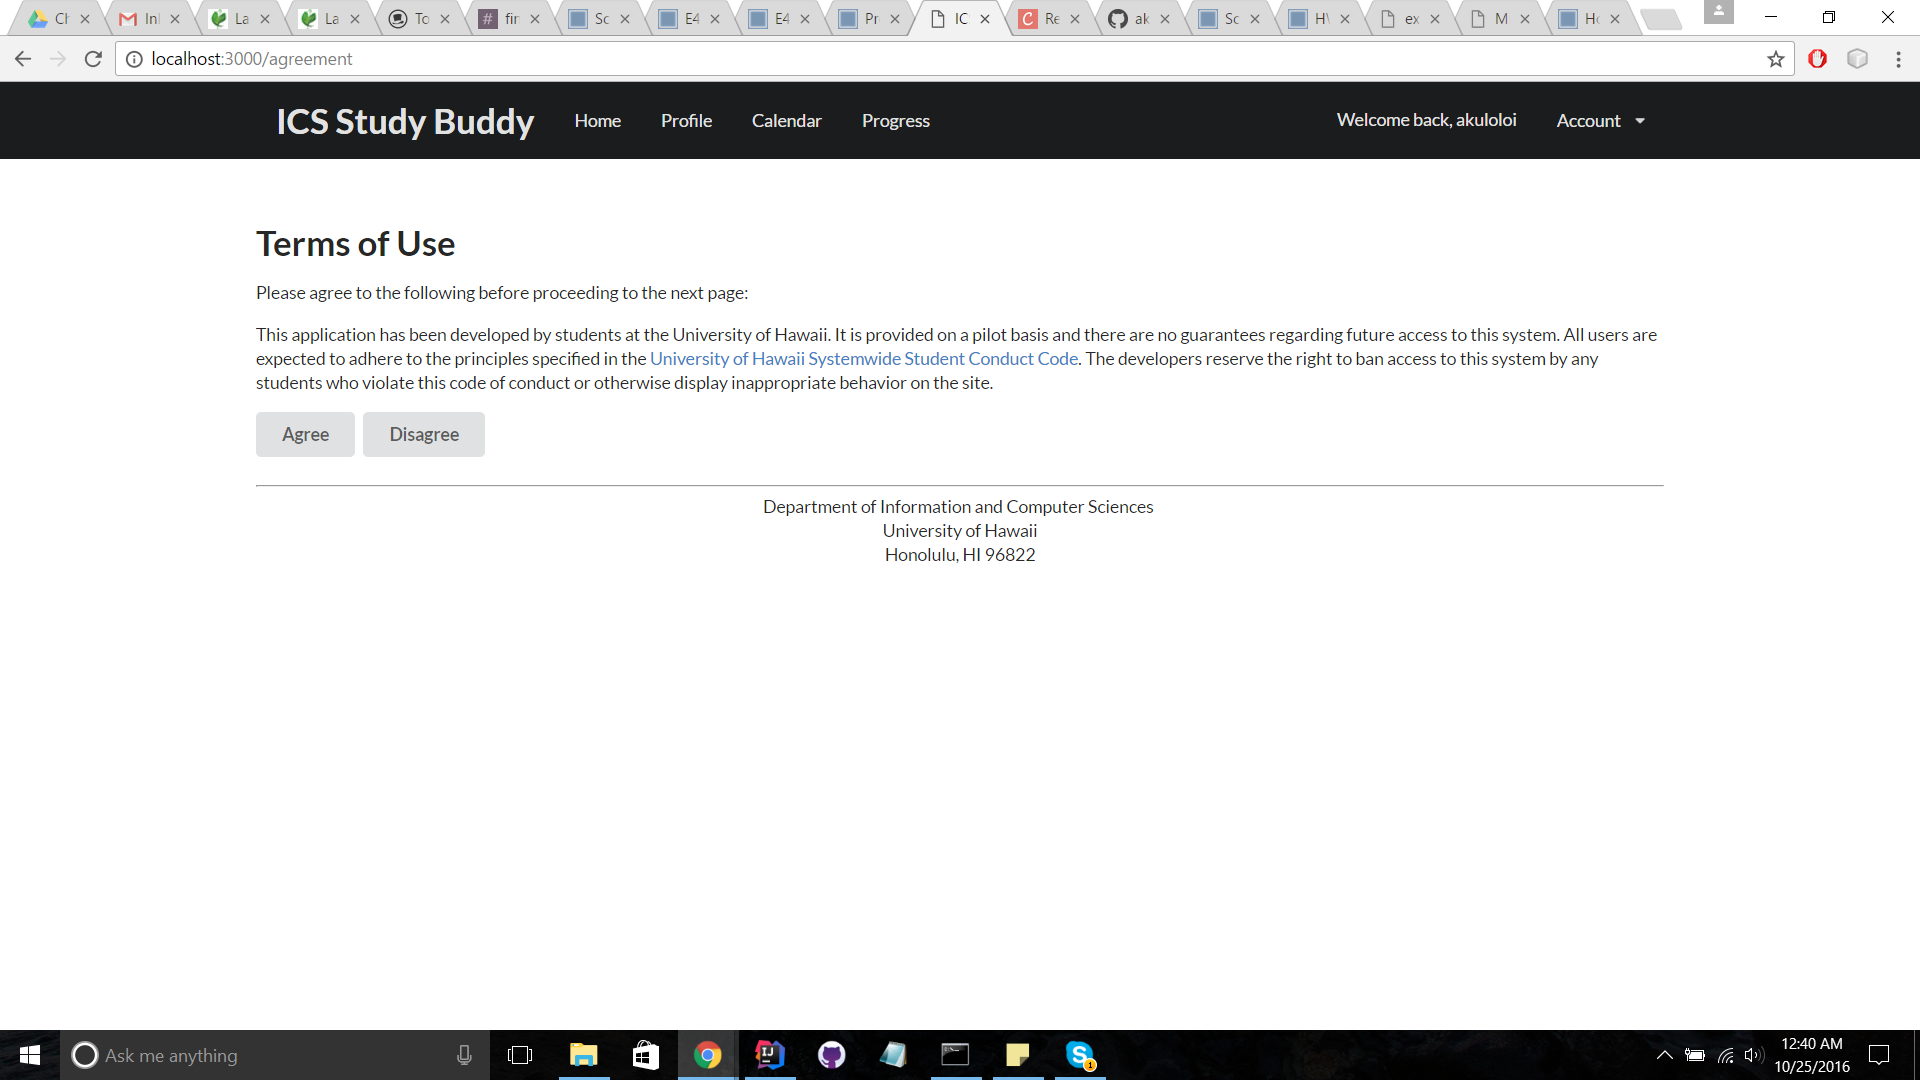 Ch
In
La
La
To
fir
Sc
E4
E4
Pr
IC
Re
ak
Sc
H
ex
M
Ho
localhost:3000/agreement
ICS Study Buddy Home Profile Calendar Progress Welcome back, akuloloi Account
Terms of Use
Please agree to the following before proceeding to the next page:
This application has been developed by students at the University of Hawaii. It is provided on a pilot basis and there are no guarantees regarding future access to this system. All users are
expected to adhere to the principles specified in the University of Hawaii Systemwide Student Conduct Code. The developers reserve the right to ban access to this system by any
students who violate this code of conduct or otherwise display inappropriate behavior on the site.
Agree Disagree
Department of Information and Computer Sciences
University of Hawaii
Honolulu, HI 96822
Ask me anything
1
12:40 AM
10/25/2016